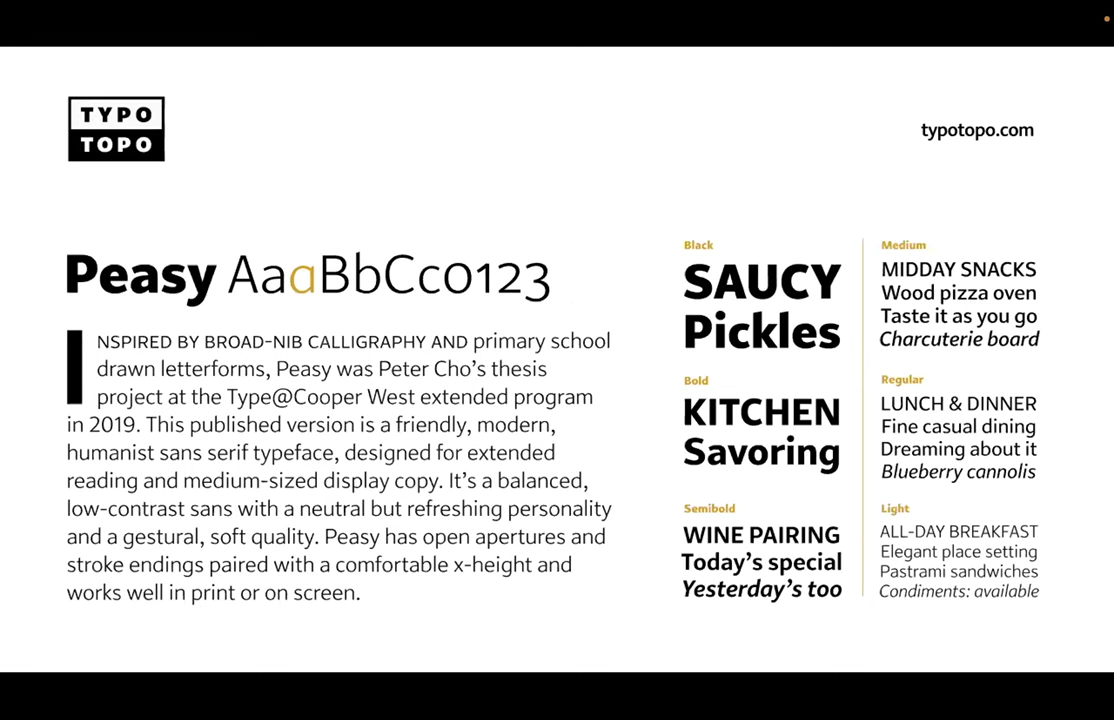 TYPO
TOPO
typotopo.com
Peasy AaaBbCc0123
INSPIRED BY BROAD-NIB CALLIGRAPHY AND primary school
drawn letterforms, Peasy was Peter Cho’s thesis
project at the Type@Cooper West extended program
in 2019. This published version is a friendly, modern,
humanist sans serif typeface, designed for extended
reading and medium-sized display copy. It’s a balanced,
low-contrast sans with a neutral but refreshing personality
and a gestural, soft quality. Peasy has open apertures and
stroke endings paired with a comfortable x-height and
works well in print or on screen.
Black
SAUCY
Pickles
Bold
KITCHEN
Savoring
Semibold
WINE PAIRING
Today’s special
Yesterday’s too
Medium
MIDDAY SNACKS
Wood pizza oven
Taste it as you go
Charcuterie board
Regular
LUNCH & DINNER
Fine casual dining
Dreaming about it
Blueberry cannolis
Light
ALL-DAY BREAKFAST
Elegant place setting
Pastrami sandwiches
Condiments: available